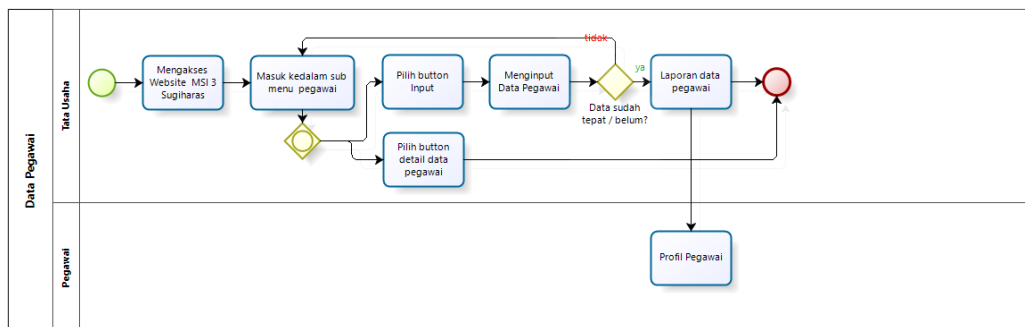 Data Pegawai
Tata Usaha
Mengakses
Website MSI 3
Sugiharas
Masuk kedalam sub
menu pegawai
Pilih button
Input
Menginput
Data Pegawai
tidak
Data sudah
tepat / belum?
ya
Laporan data
pegawai
Pilih button
detail data
pegawai
Pegawai
Profil Pegawai